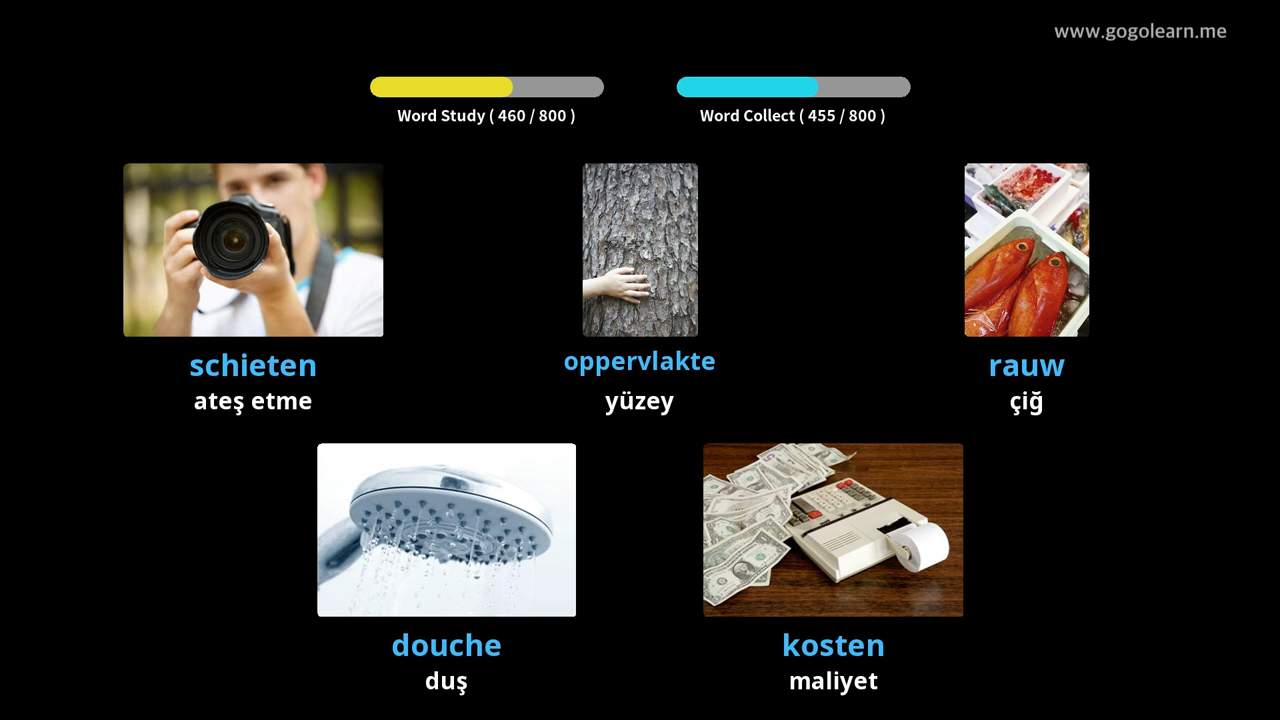 www.gogolearn.me
Word Study ( 460 / 800 )
Word Collect ( 455 / 800 )
schieten
ateş etme
oppervlakte
yüzey
rauw
çiğ
douche
duş
kosten
maliyet